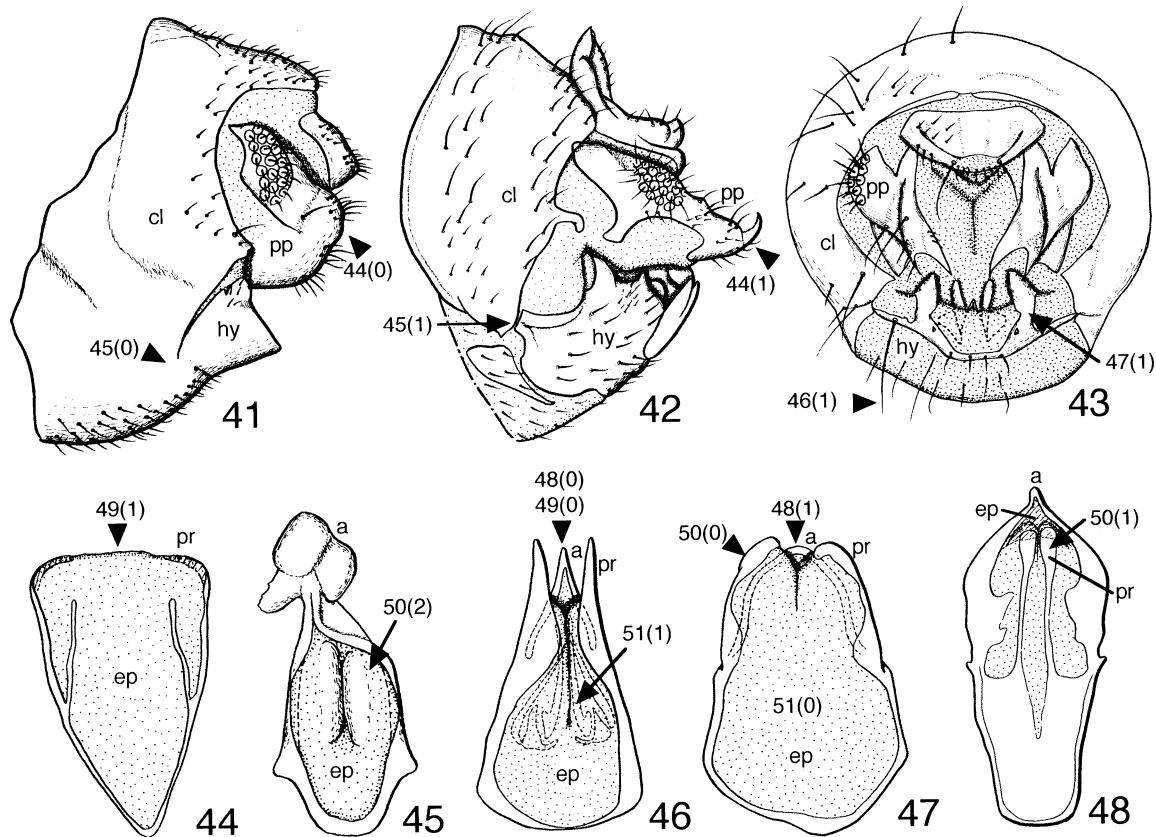 cl
pp
44(0)
hy
45(0)
41
cl
pp
44(1)
45(1)
hy
42
pp
cl
hy
47(1)
46(1)
43
49(1)
pr
ep
44
a
50(2)
ep
45
48(0)
49(0)
a
pr
51(1)
ep
46
48(1)
50(0)
a
pr
51(0)
ep
47
a
ep
50(1)
pr
48